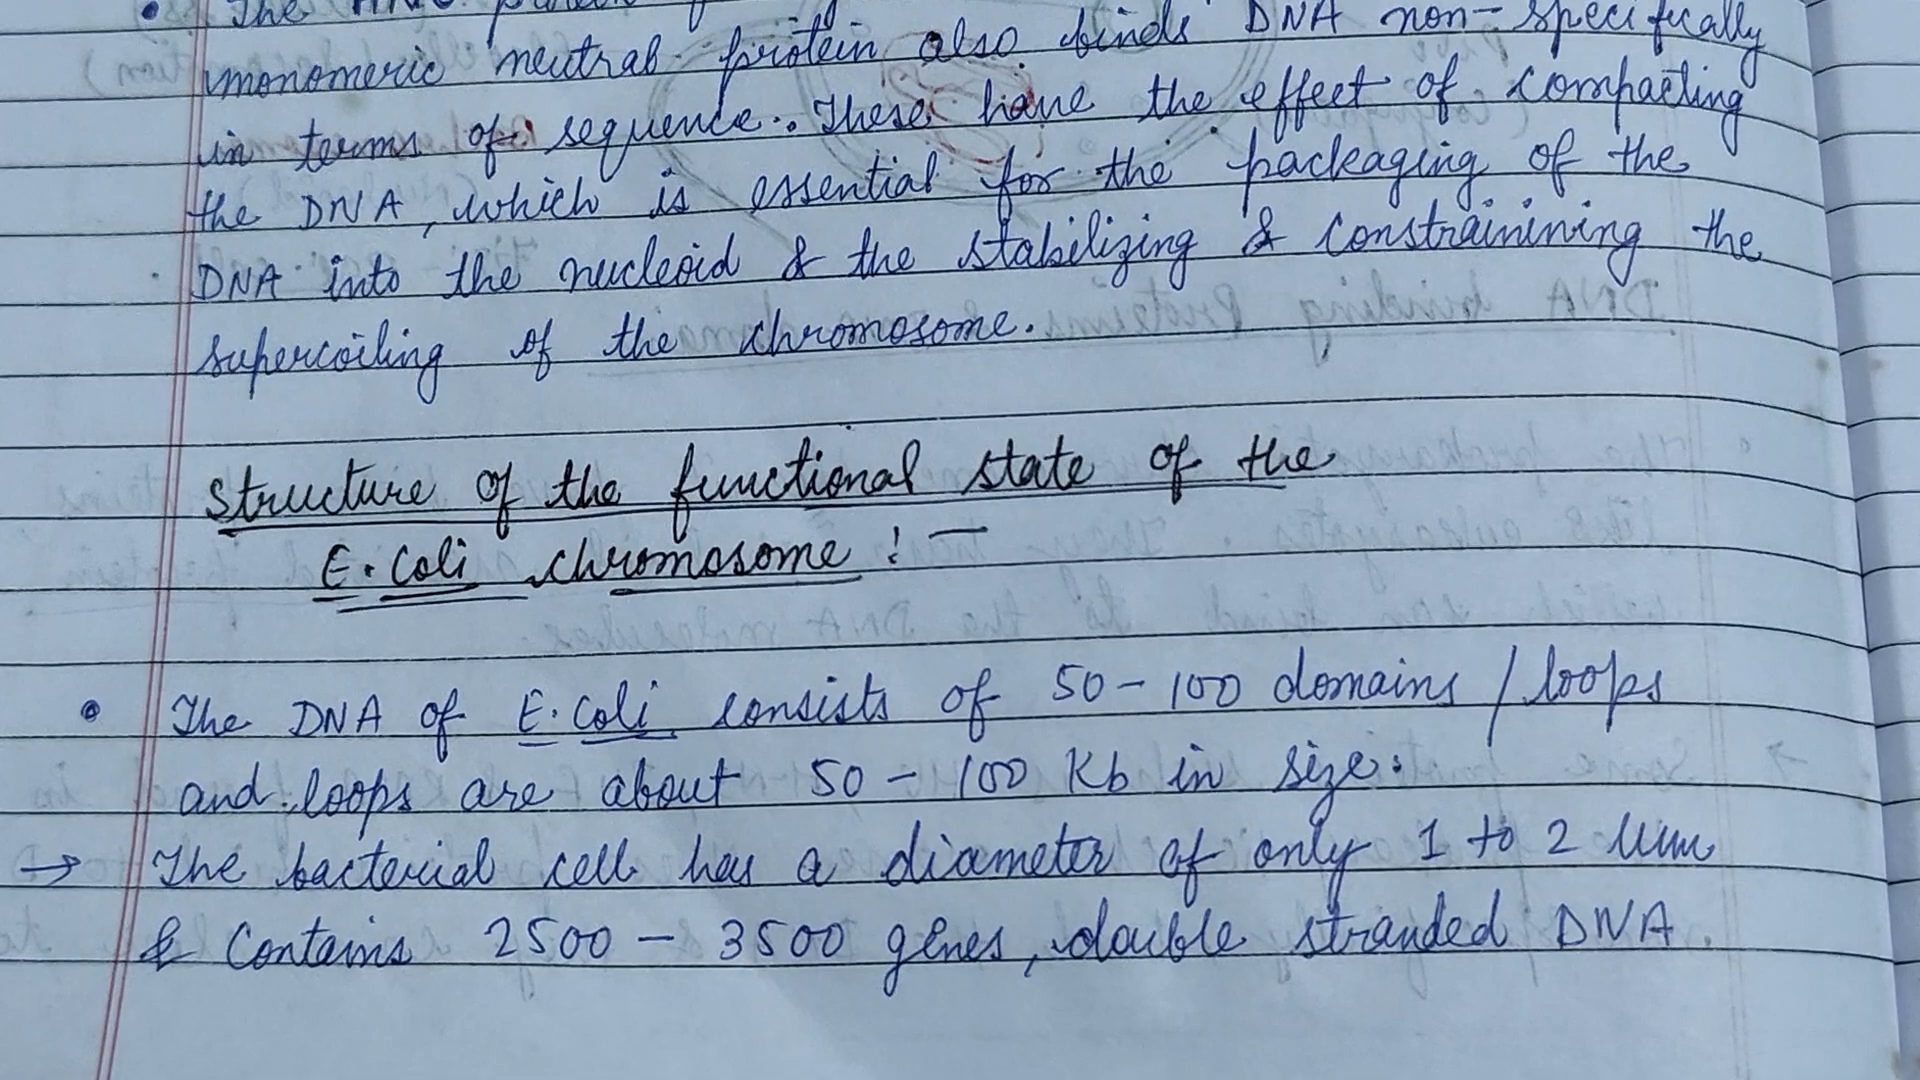 • The
monomeric neutral protein also binds DNA non-specifically
in terms of sequence. These have the effect of compacting
the DNA, which is essential for the packaging of the
DNA into the nucleoid & the stabilizing & constrainining the
supercoiling of the chromosome.
structure of the functional state of the
E. Coli chromosome :-
• The DNA of E. Coli consists of 50-100 domains / loops
and loops are about 50-100 Kb in size.
→ The bacterial cell has a diameter of only 1 to 2 Mm
& Contains 2500 - 3500 genes, double stranded DNA.